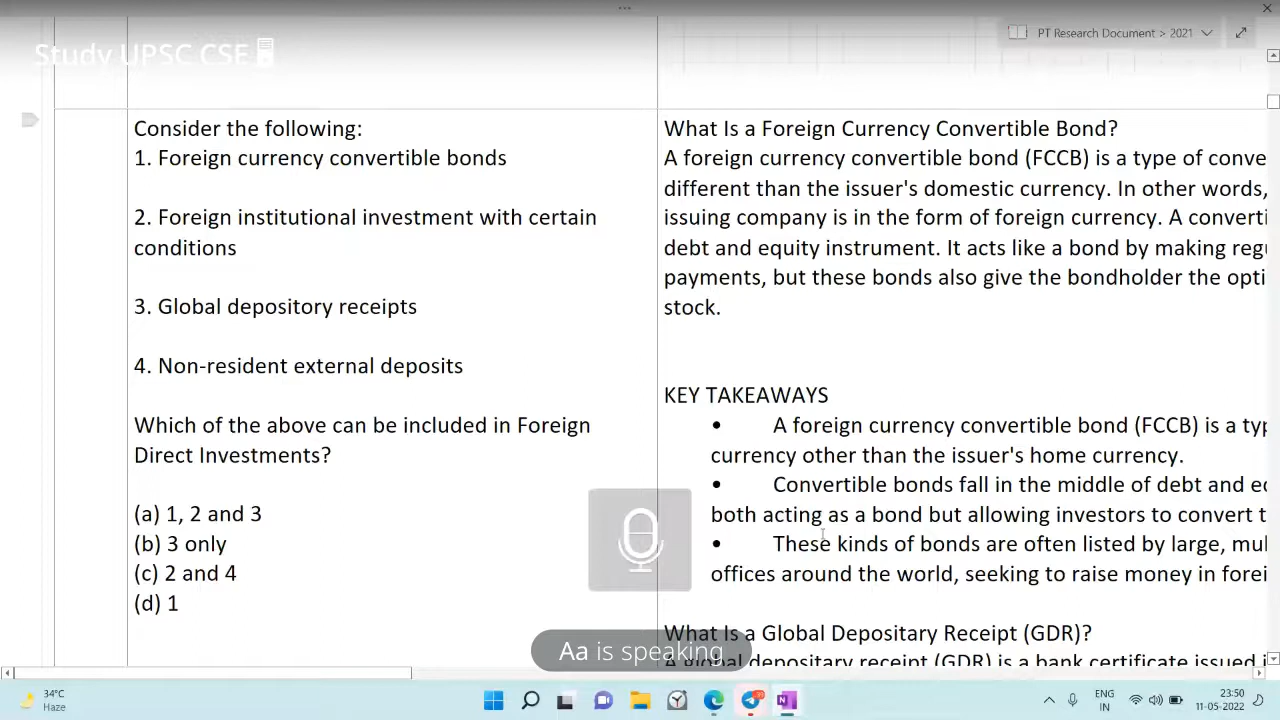 Study UPSC CSE
PT Research Document > 2021
Consider the following:
1. Foreign currency convertible bonds
2. Foreign institutional investment with certain
conditions
3. Global depository receipts
4. Non-resident external deposits
Which of the above can be included in Foreign
Direct Investments?
(a) 1, 2 and 3
(b) 3 only
(c) 2 and 4
(d) 1
What Is a Foreign Currency Convertible Bond?
A foreign currency convertible bond (FCCB) is a type of conve
different than the issuer's domestic currency. In other words,
issuing company is in the form of foreign currency. A converti
debt and equity instrument. It acts like a bond by making regu
payments, but these bonds also give the bondholder the opti
stock.
KEY TAKEAWAYS
• A foreign currency convertible bond (FCCB) is a typ
currency other than the issuer's home currency.
• Convertible bonds fall in the middle of debt and eq
both acting as a bond but allowing investors to convert t
• These kinds of bonds are often listed by large, mul
offices around the world, seeking to raise money in forei
What Is a Global Depositary Receipt (GDR)?
A global depositary receipt (GDR) is a bank certificate issued i
Aa is speaking
34°C
Haze
ENG
IN
23:50
11-05-2022